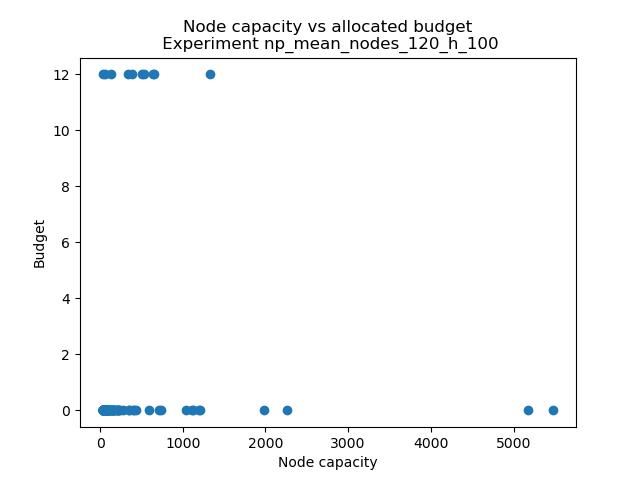 Node capacity vs allocated budget
Experiment np_mean_nodes_120_h_100
12
10
8
6
4
2
0
Budget
0 1000 2000 3000 4000 5000
Node capacity